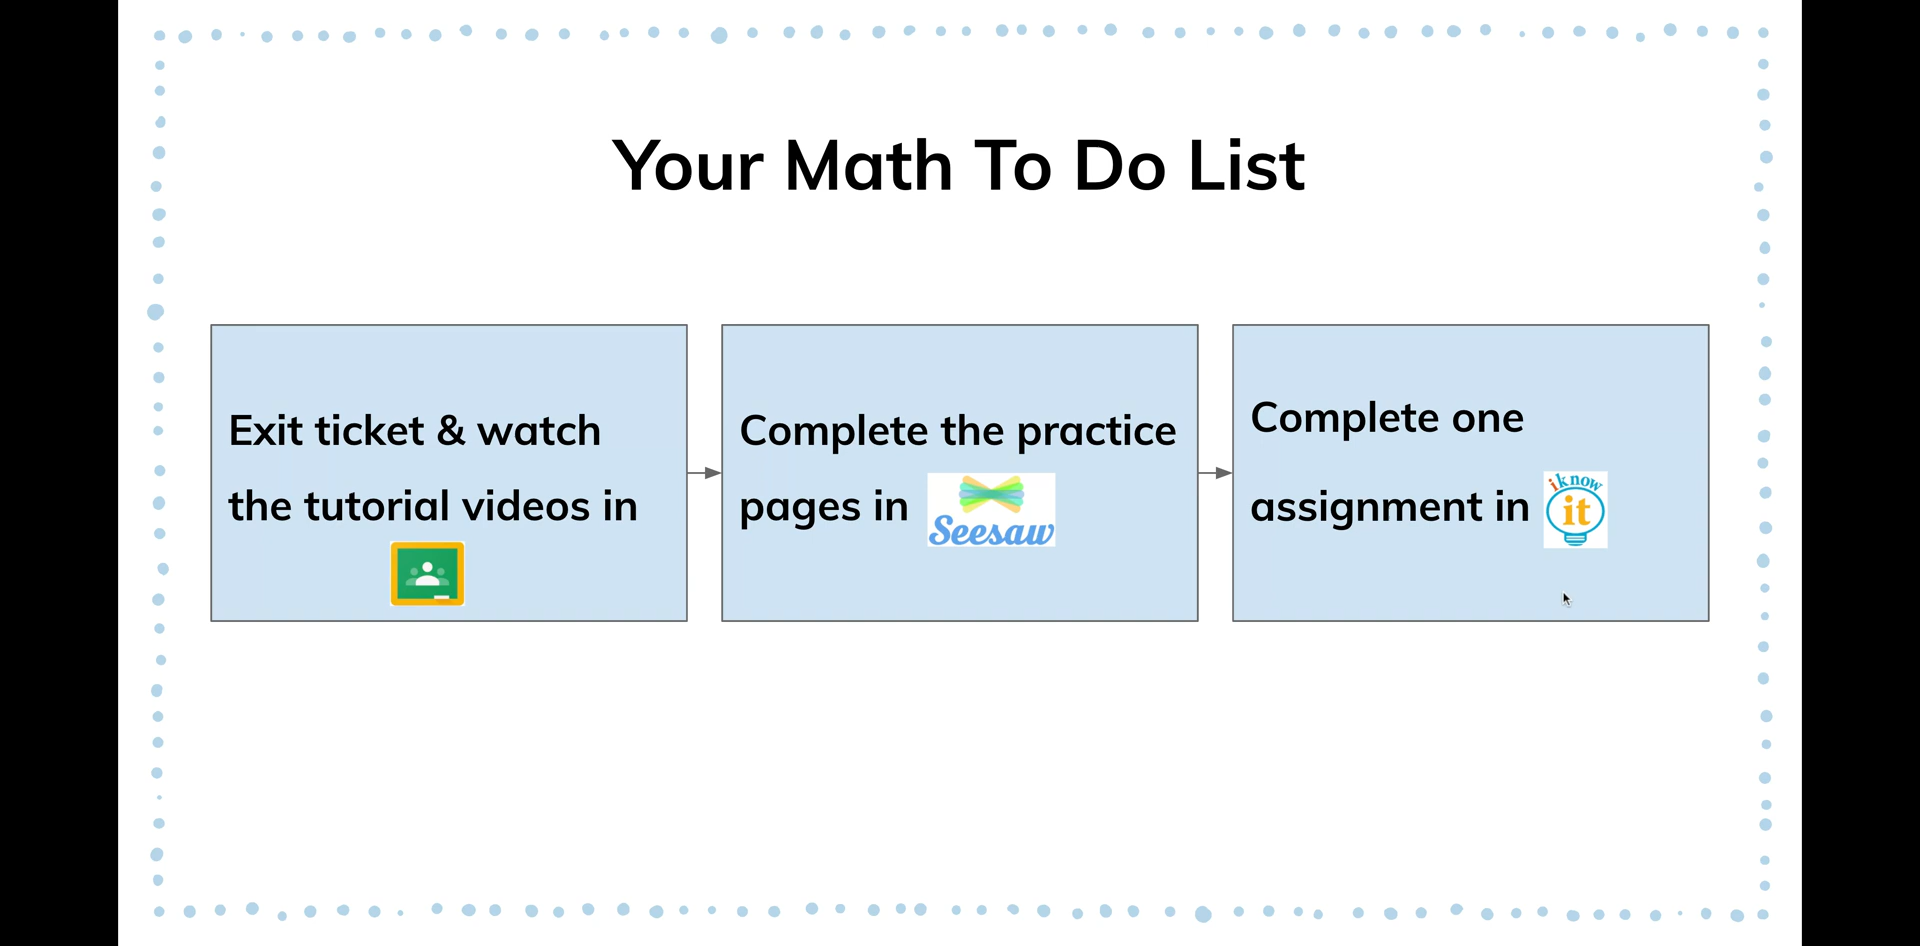 Your Math To Do List
Exit ticket & watch
the tutorial videos in
Complete the practice
pages in
Seesaw
Complete one
assignment in
iknow
it